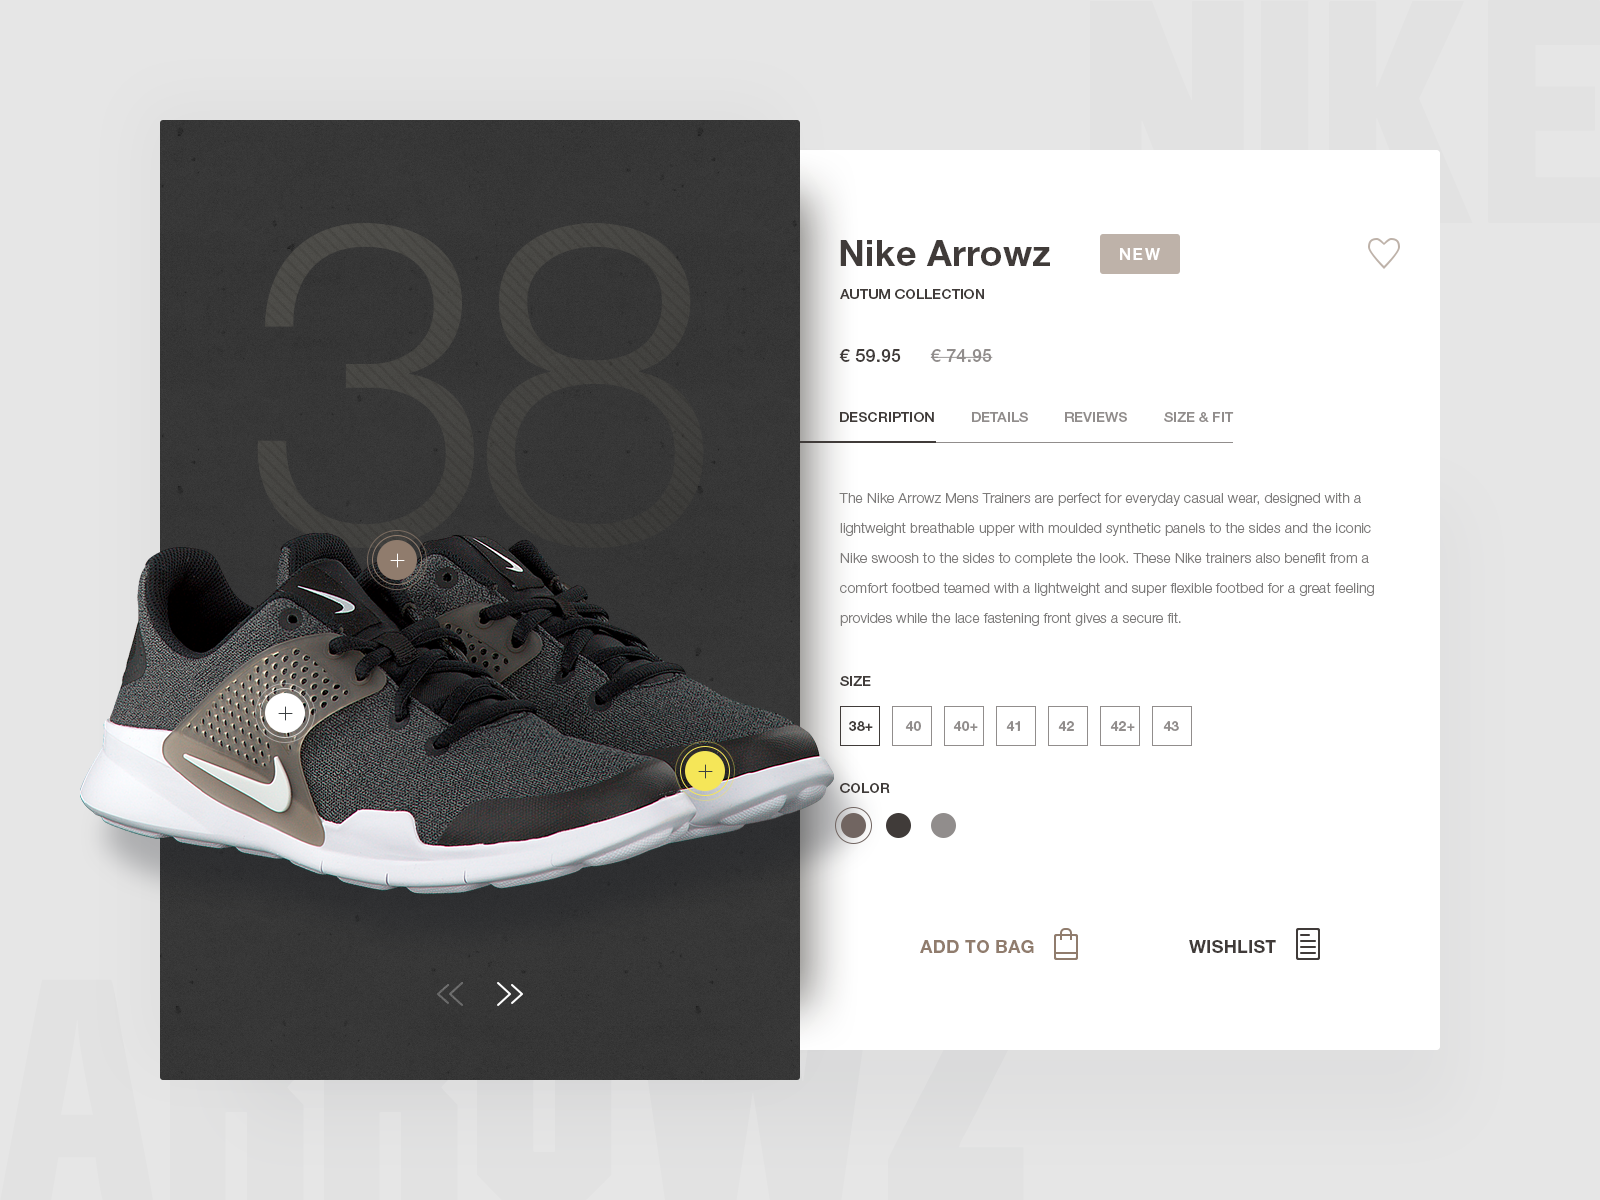 NIKE
38
Nike Arrowz
NEW
AUTUM COLLECTION
€ 59.95 € 74.95
DESCRIPTION DETAILS REVIEWS SIZE & FIT
The Nike Arrowz Mens Trainers are perfect for everyday casual wear, designed with a
lightweight breathable upper with moulded synthetic panels to the sides and the iconic
Nike swoosh to the sides to complete the look. These Nike trainers also benefit from a
comfort footbed teamed with a lightweight and super flexible footbed for a great feeling
provides while the lace fastening front gives a secure fit.
SIZE
38+ 40 40+ 41 42 42+ 43
COLOR
ADD TO BAG WISHLIST
ARROWZ